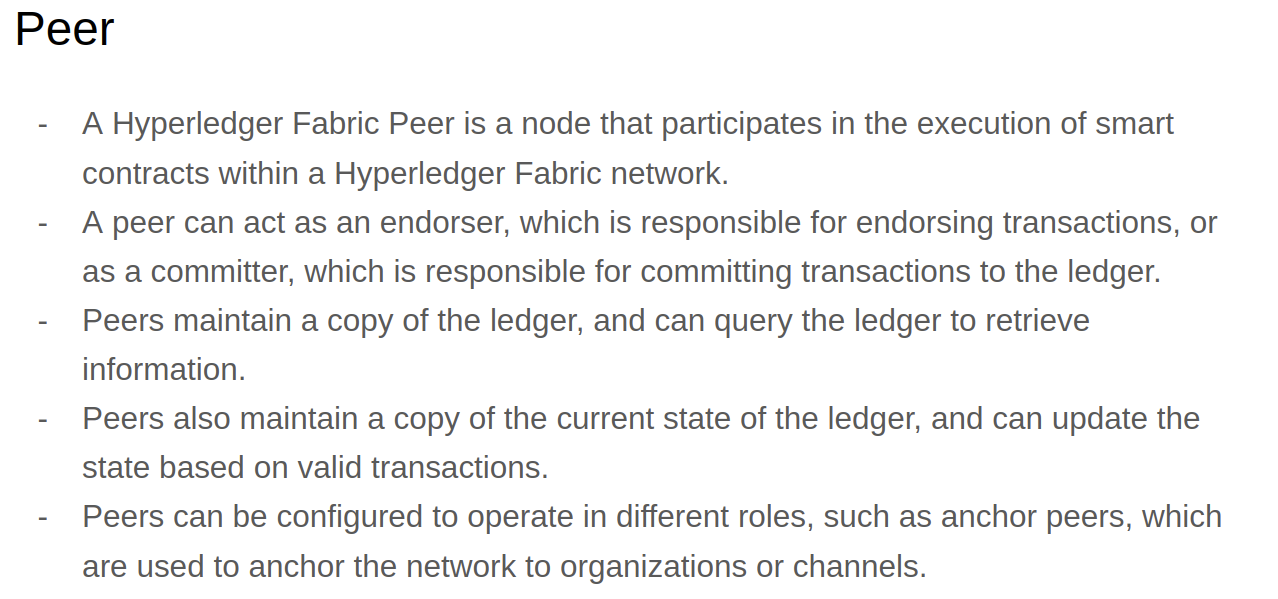 Peer
- A Hyperledger Fabric Peer is a node that participates in the execution of smart
contracts within a Hyperledger Fabric network.
- A peer can act as an endorser, which is responsible for endorsing transactions, or
as a committer, which is responsible for committing transactions to the ledger.
- Peers maintain a copy of the ledger, and can query the ledger to retrieve
information.
- Peers also maintain a copy of the current state of the ledger, and can update the
state based on valid transactions.
- Peers can be configured to operate in different roles, such as anchor peers, which
are used to anchor the network to organizations or channels.